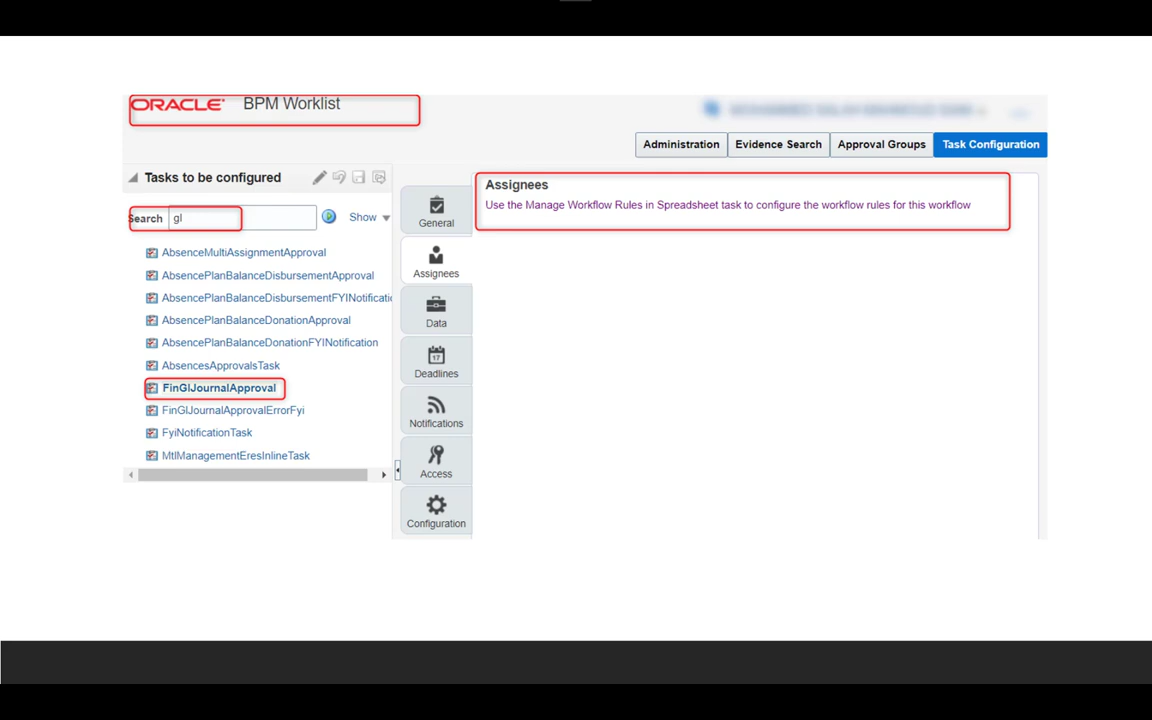 ORACLE BPM Worklist
Administration Evidence Search Approval Groups Task Configuration
Tasks to be configured
Search gl Show
AbsenceMultiAssignmentApproval
AbsencePlanBalanceDisbursementApproval
AbsencePlanBalanceDisbursementFYINotificati
AbsencePlanBalanceDonationApproval
AbsencePlanBalanceDonationFYINotification
AbsencesApprovalsTask
FinGlJournalApproval
FinGlJournalApprovalErrorFyi
FyiNotificationTask
MtlManagementEresInlineTask
General
Assignees
Data
17
Deadlines
Notifications
Access
Configuration
Assignees
Use the Manage Workflow Rules in Spreadsheet task to configure the workflow rules for this workflow